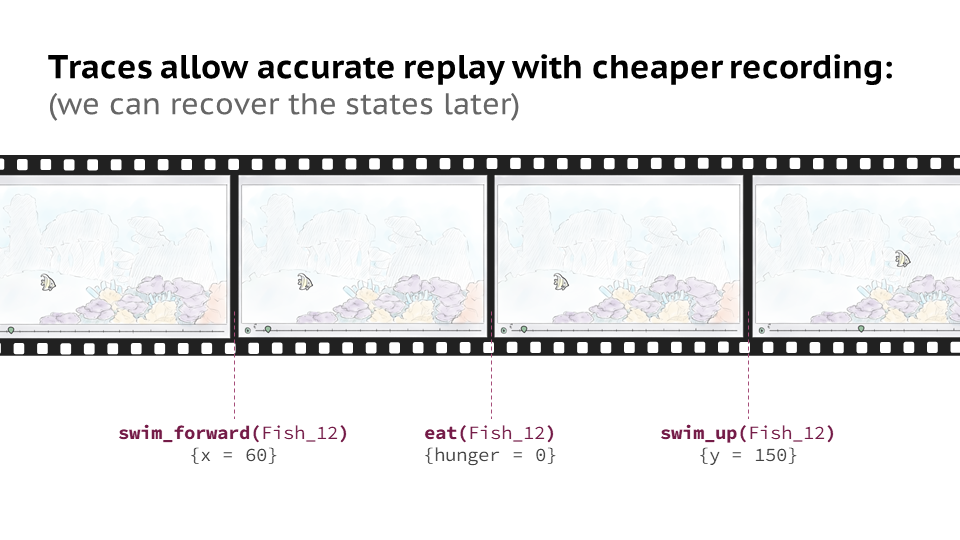 Traces allow accurate replay with cheaper recording:
(we can recover the states later)
swim_forward(Fish_12)
{x = 60}
eat(Fish_12)
{hunger = 0}
swim_up(Fish_12)
{y = 150}